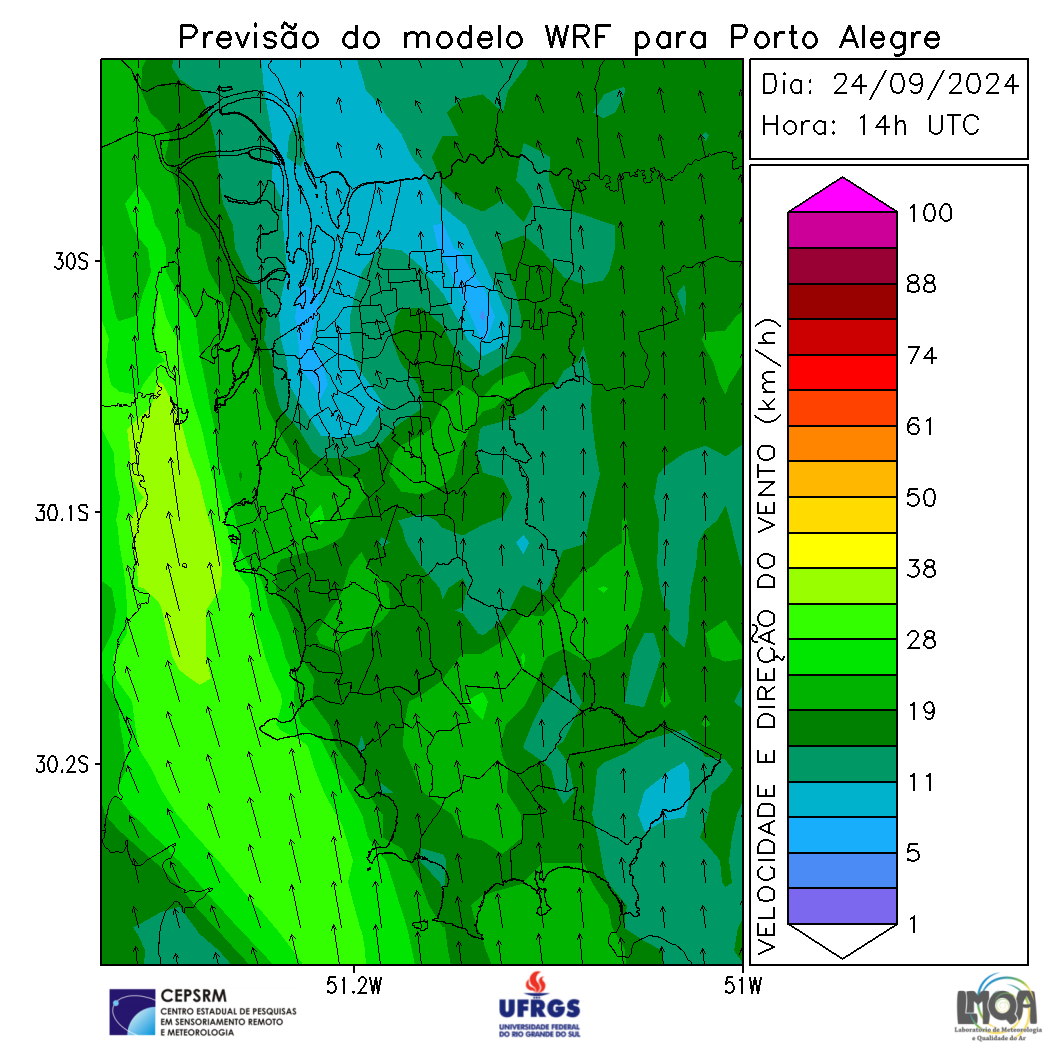 Previsão do modelo WRF para Porto Alegre
Dia: 24/09/2024
Hora: 14h UTC
30S
30.1S
30.2S
51.2W
51W
VELOCIDADE E DIREÇÃO DO VENTO (km/h)
100
88
74
61
50
38
28
19
11
5
1
CEPSRM
CENTRO ESTADUAL DE PESQUISAS
EM SENSORIAMENTO REMOTO
E METEOROLOGIA
UFRGS
UNIVERSIDADE FEDERAL
DO RIO GRANDE DO SUL
LMQA
Laboratório de Meteorologia
e Qualidade do Ar